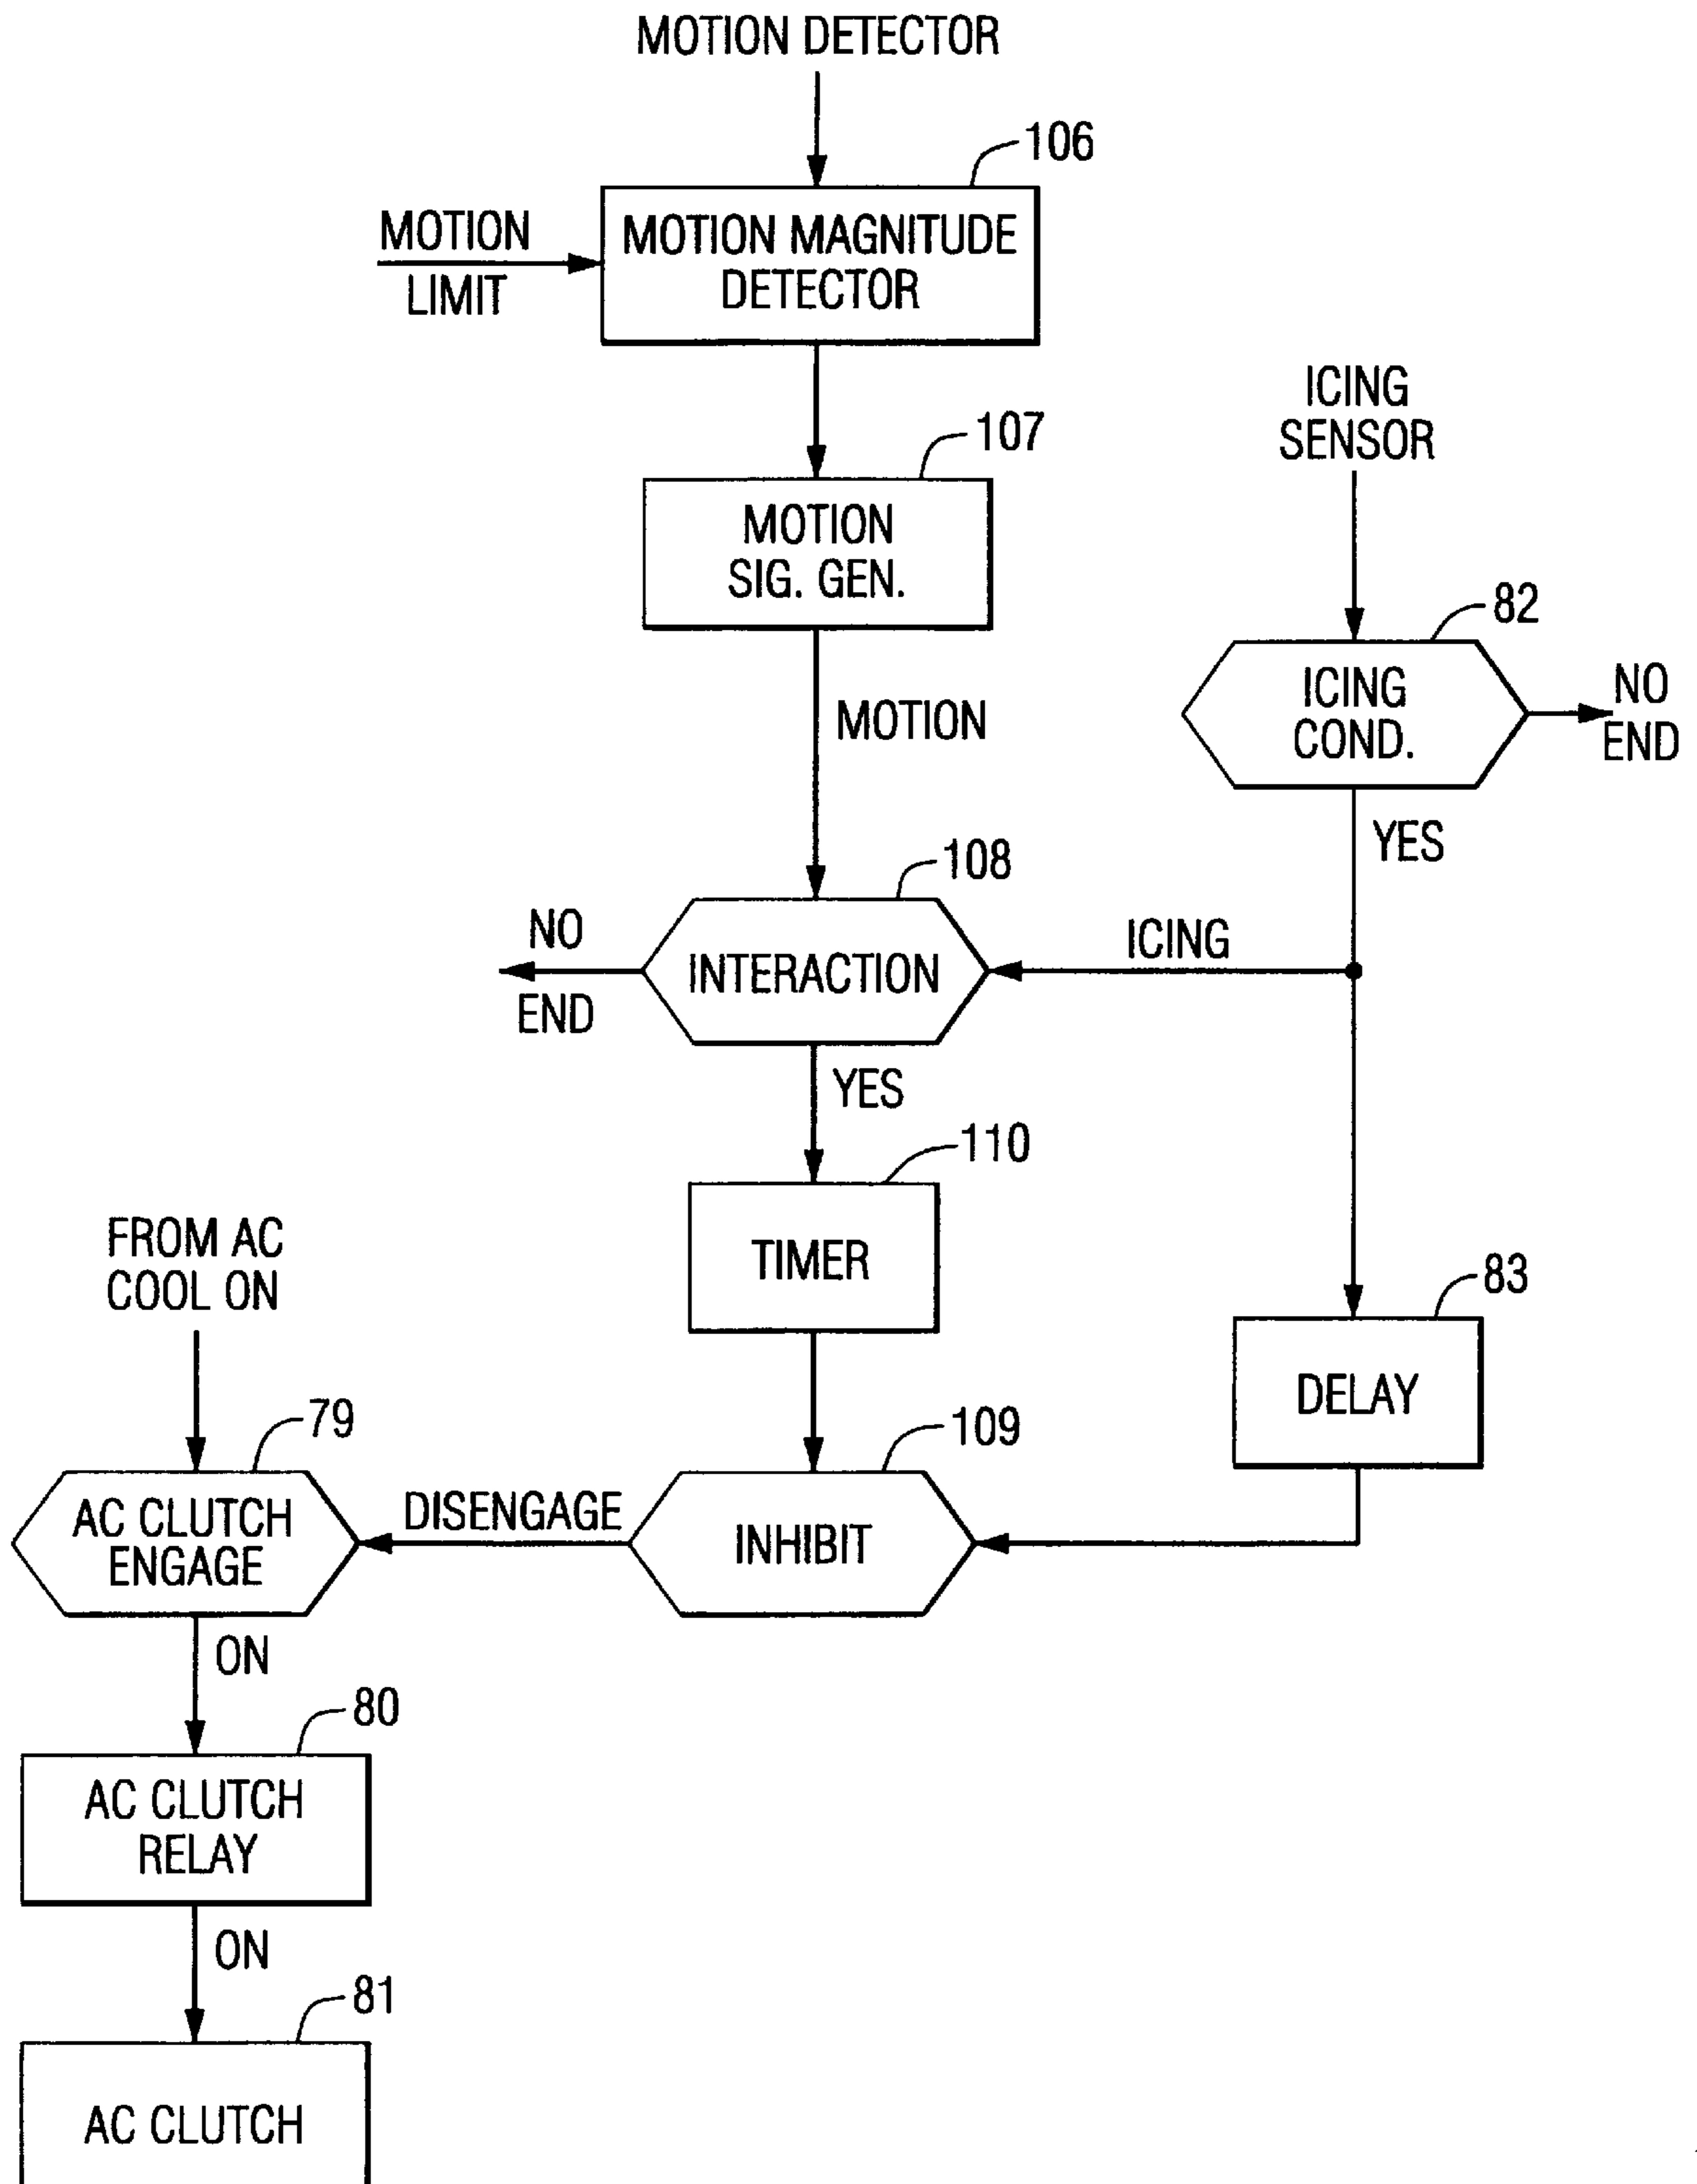 MOTION DETECTOR
106
MOTION
LIMIT
MOTION MAGNITUDE
DETECTOR
107
MOTION
SIG. GEN.
ICING
SENSOR
82
ICING
COND.
NO
END
MOTION
YES
108
NO
END
INTERACTION
ICING
YES
110
TIMER
FROM AC
COOL ON
83
DELAY
79
AC CLUTCH
ENGAGE
DISENGAGE
109
INHIBIT
ON
80
AC CLUTCH
RELAY
ON
81
AC CLUTCH